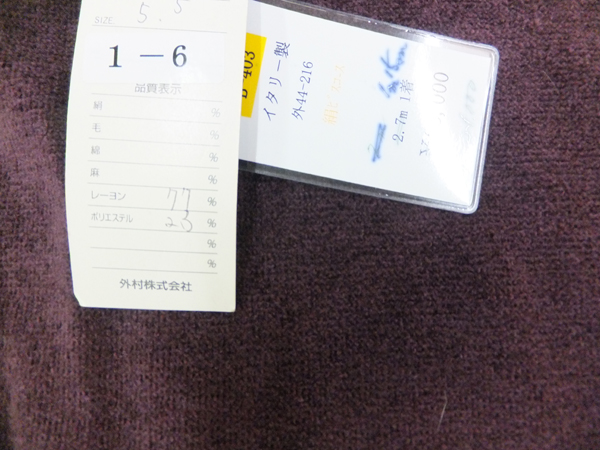 SIZE 5.5
1－6
品質表示
絹 %
毛 %
綿 %
麻 %
レーヨン 77%
ポリエステル 23%
%
%
外村株式会社
B 403
イタリー製
外44-216
2.7m 1着